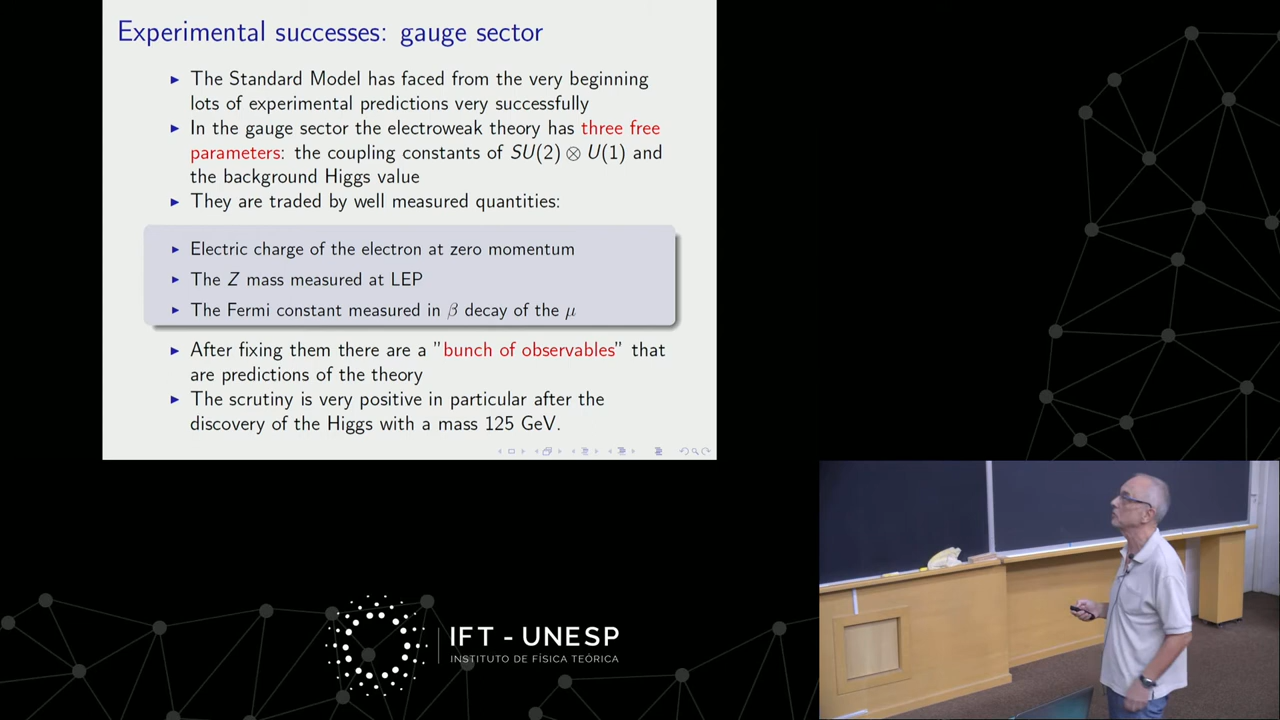 Experimental successes: gauge sector
▶ The Standard Model has faced from the very beginning
lots of experimental predictions very successfully
▶ In the gauge sector the electroweak theory has three free
parameters: the coupling constants of SU(2) ⊗ U(1) and
the background Higgs value
▶ They are traded by well measured quantities:
▶ Electric charge of the electron at zero momentum
▶ The Z mass measured at LEP
▶ The Fermi constant measured in β decay of the μ
▶ After fixing them there are a "bunch of observables" that
are predictions of the theory
▶ The scrutiny is very positive in particular after the
discovery of the Higgs with a mass 125 GeV.
IFT - UNESP
INSTITUTO DE FÍSICA TEÓRICA